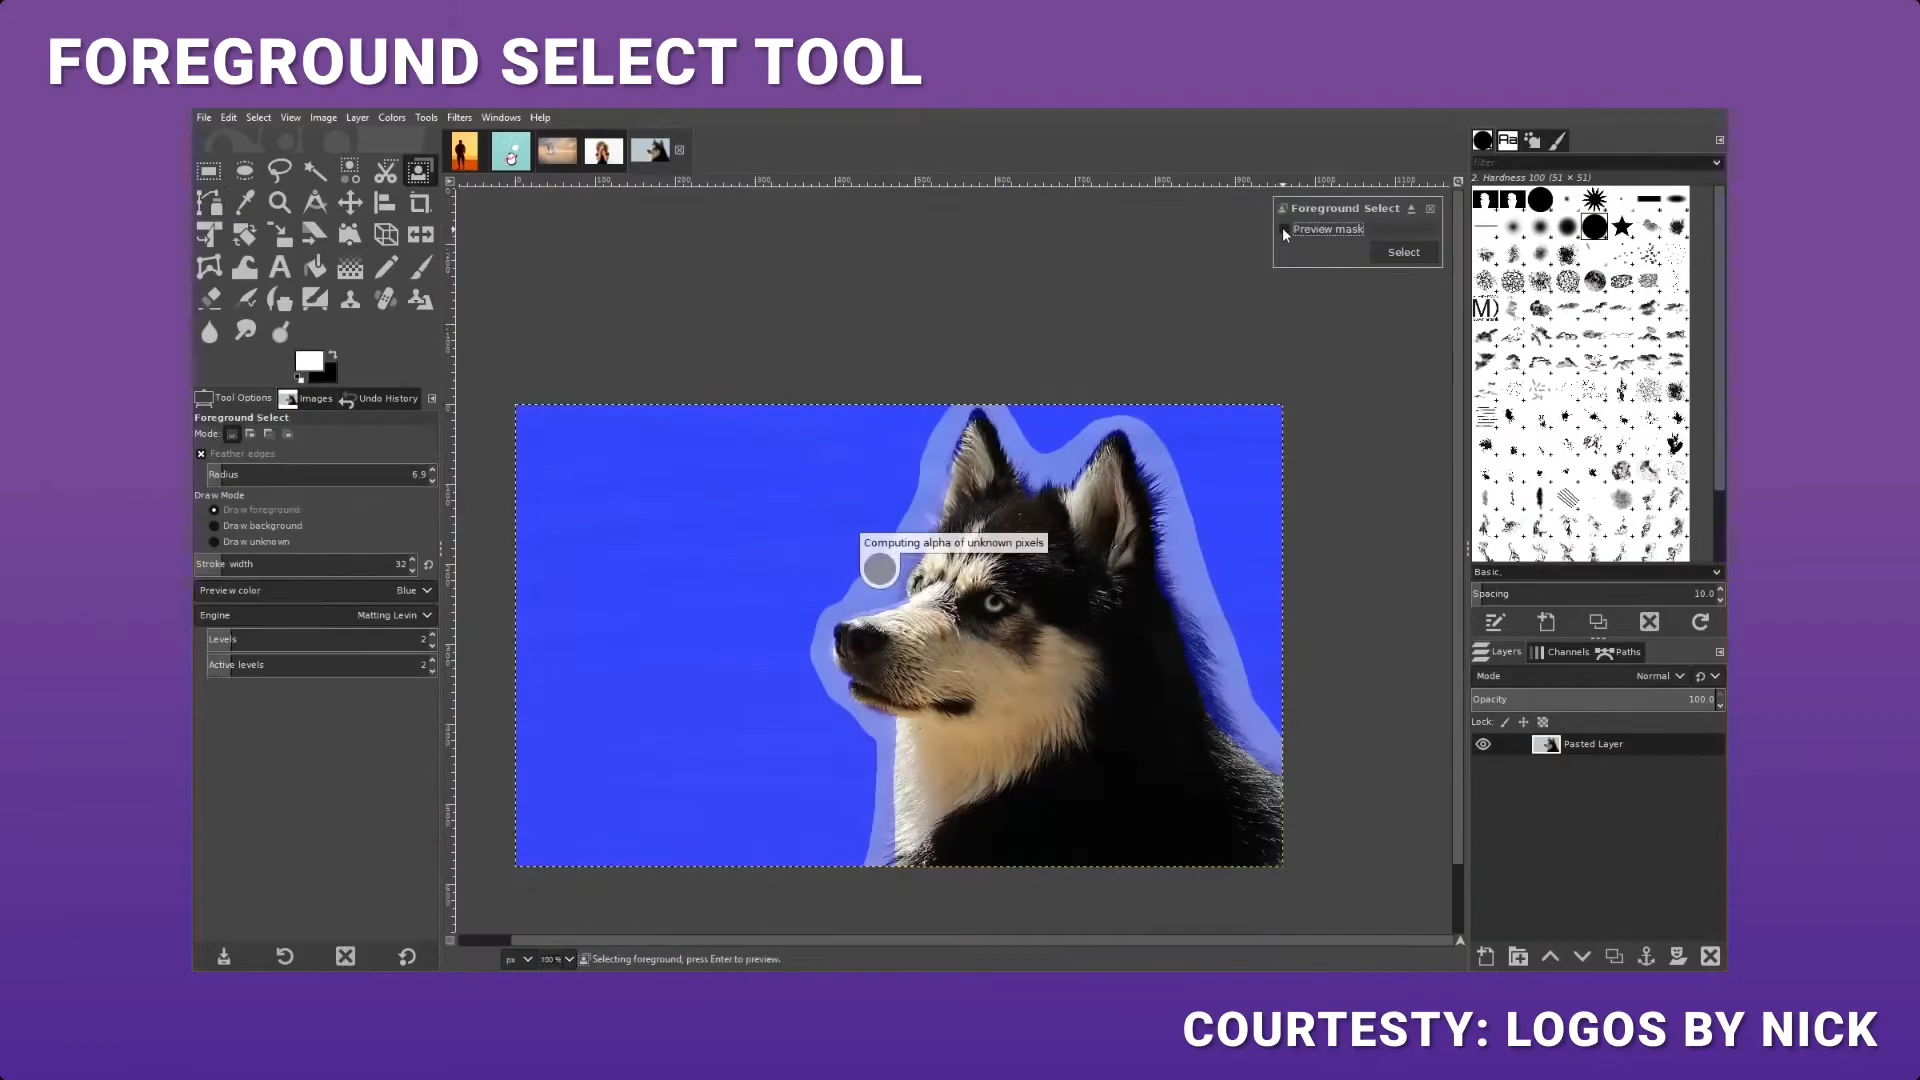 FOREGROUND SELECT TOOL
File Edit Select View Image Layer Colors Tools Filters Windows Help
Foreground Select
Preview mask
Select
Filter
2. Hardness 100 (51 × 51)
Tool Options Images Undo History
Foreground Select
Mode:
Feather edges
Radius 6.9
Draw Mode
Draw foreground
Draw background
Draw unknown
Stroke width 32
Preview color Blue
Engine Matting Levin
Levels 2
Active levels 2
Computing alpha of unknown pixels
Basic,
Spacing 10.0
Layers Channels Paths
Mode Normal
Opacity 100.0
Lock:
Pasted Layer
px 100 % Selecting foreground, press Enter to preview.
COURTESTY: LOGOS BY NICK